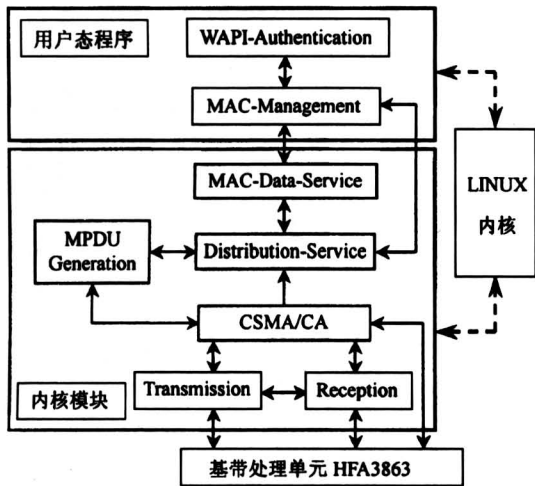 用户态程序
WAPI-Authentication
MAC-Management
MAC-Data-Service
LINUX
内核
MPDU
Generation
Distribution-Service
CSMA/CA
Transmission
Reception
内核模块
基带处理单元 HFA3863